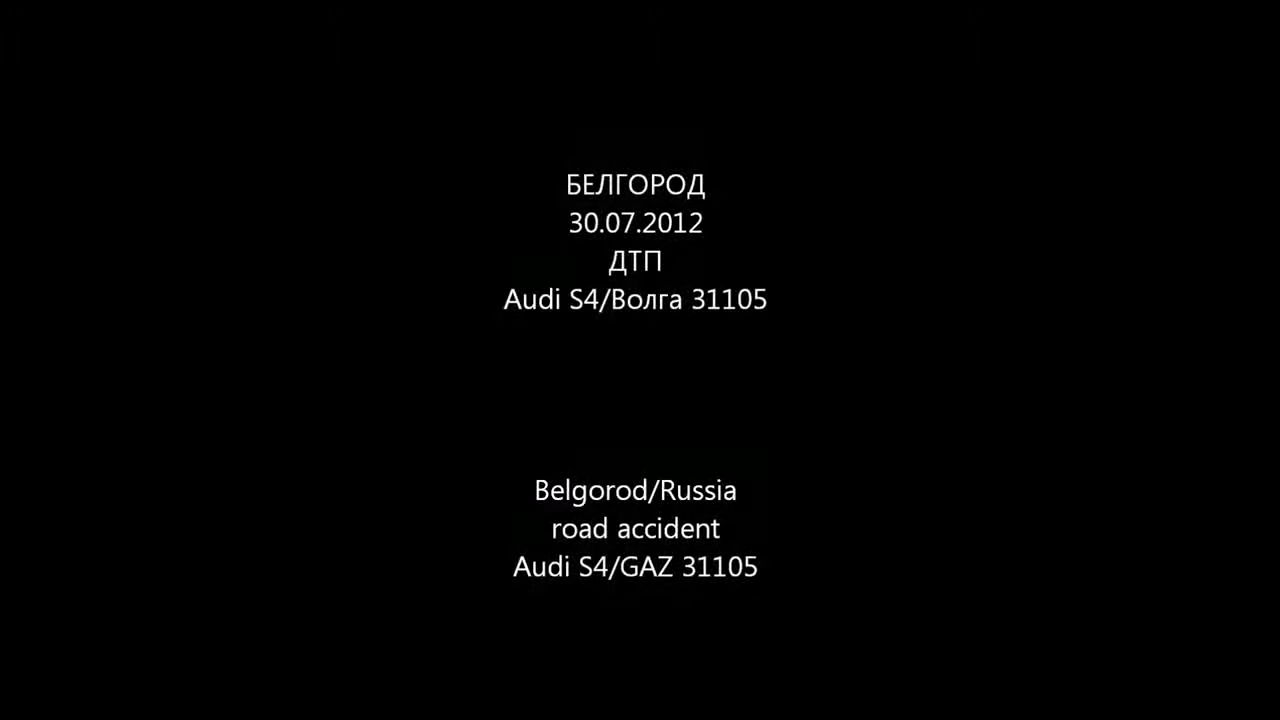 БЕЛГОРОД
30.07.2012
ДТП
Audi S4/Волга 31105
Belgorod/Russia
road accident
Audi S4/GAZ 31105